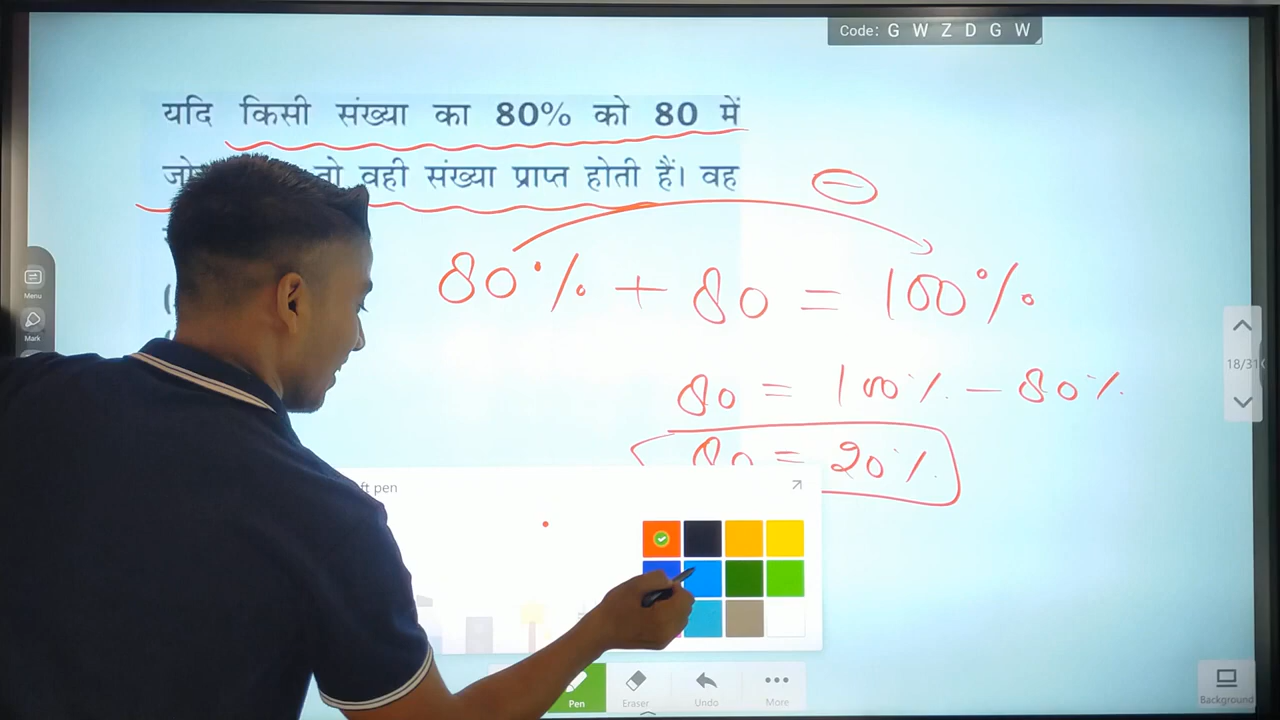 Code: G W Z D G W
यदि किसी संख्या का 80% को 80 में
तो वही संख्या प्राप्त होती हैं। वह
80% + 80 = 100%
80 = 100% - 80%
80 = 20%
Menu
Mark
18/31
pen
Pen
Eraser
Undo
More
Background